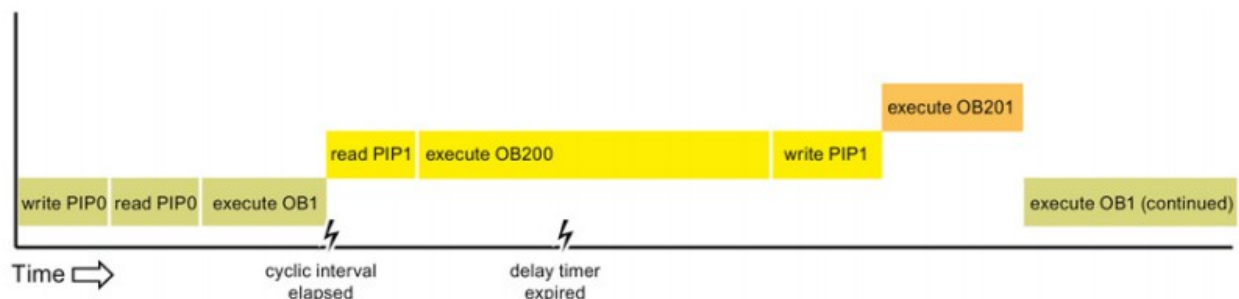 execute OB201
read PIP1 execute OB200 write PIP1
write PIP0 read PIP0 execute OB1 execute OB1 (continued)
Time cyclic interval delay timer
elapsed expired